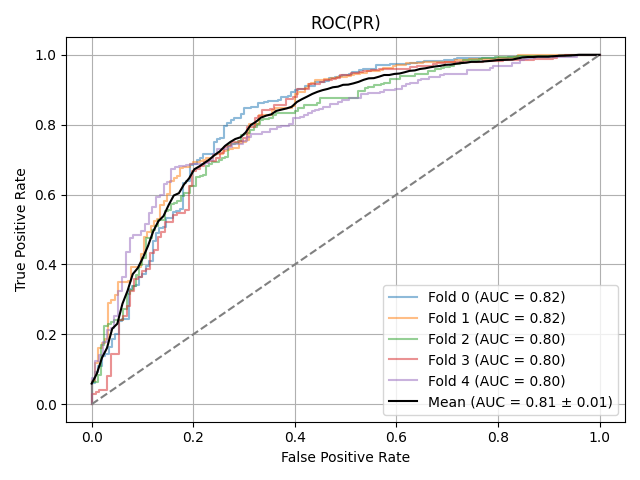 ROC(PR)
True Positive Rate
1.0
0.8
0.6
0.4
0.2
0.0
Fold 0 (AUC = 0.82)
Fold 1 (AUC = 0.82)
Fold 2 (AUC = 0.80)
Fold 3 (AUC = 0.80)
Fold 4 (AUC = 0.80)
Mean (AUC = 0.81 ± 0.01)
0.0 0.2 0.4 0.6 0.8 1.0
False Positive Rate